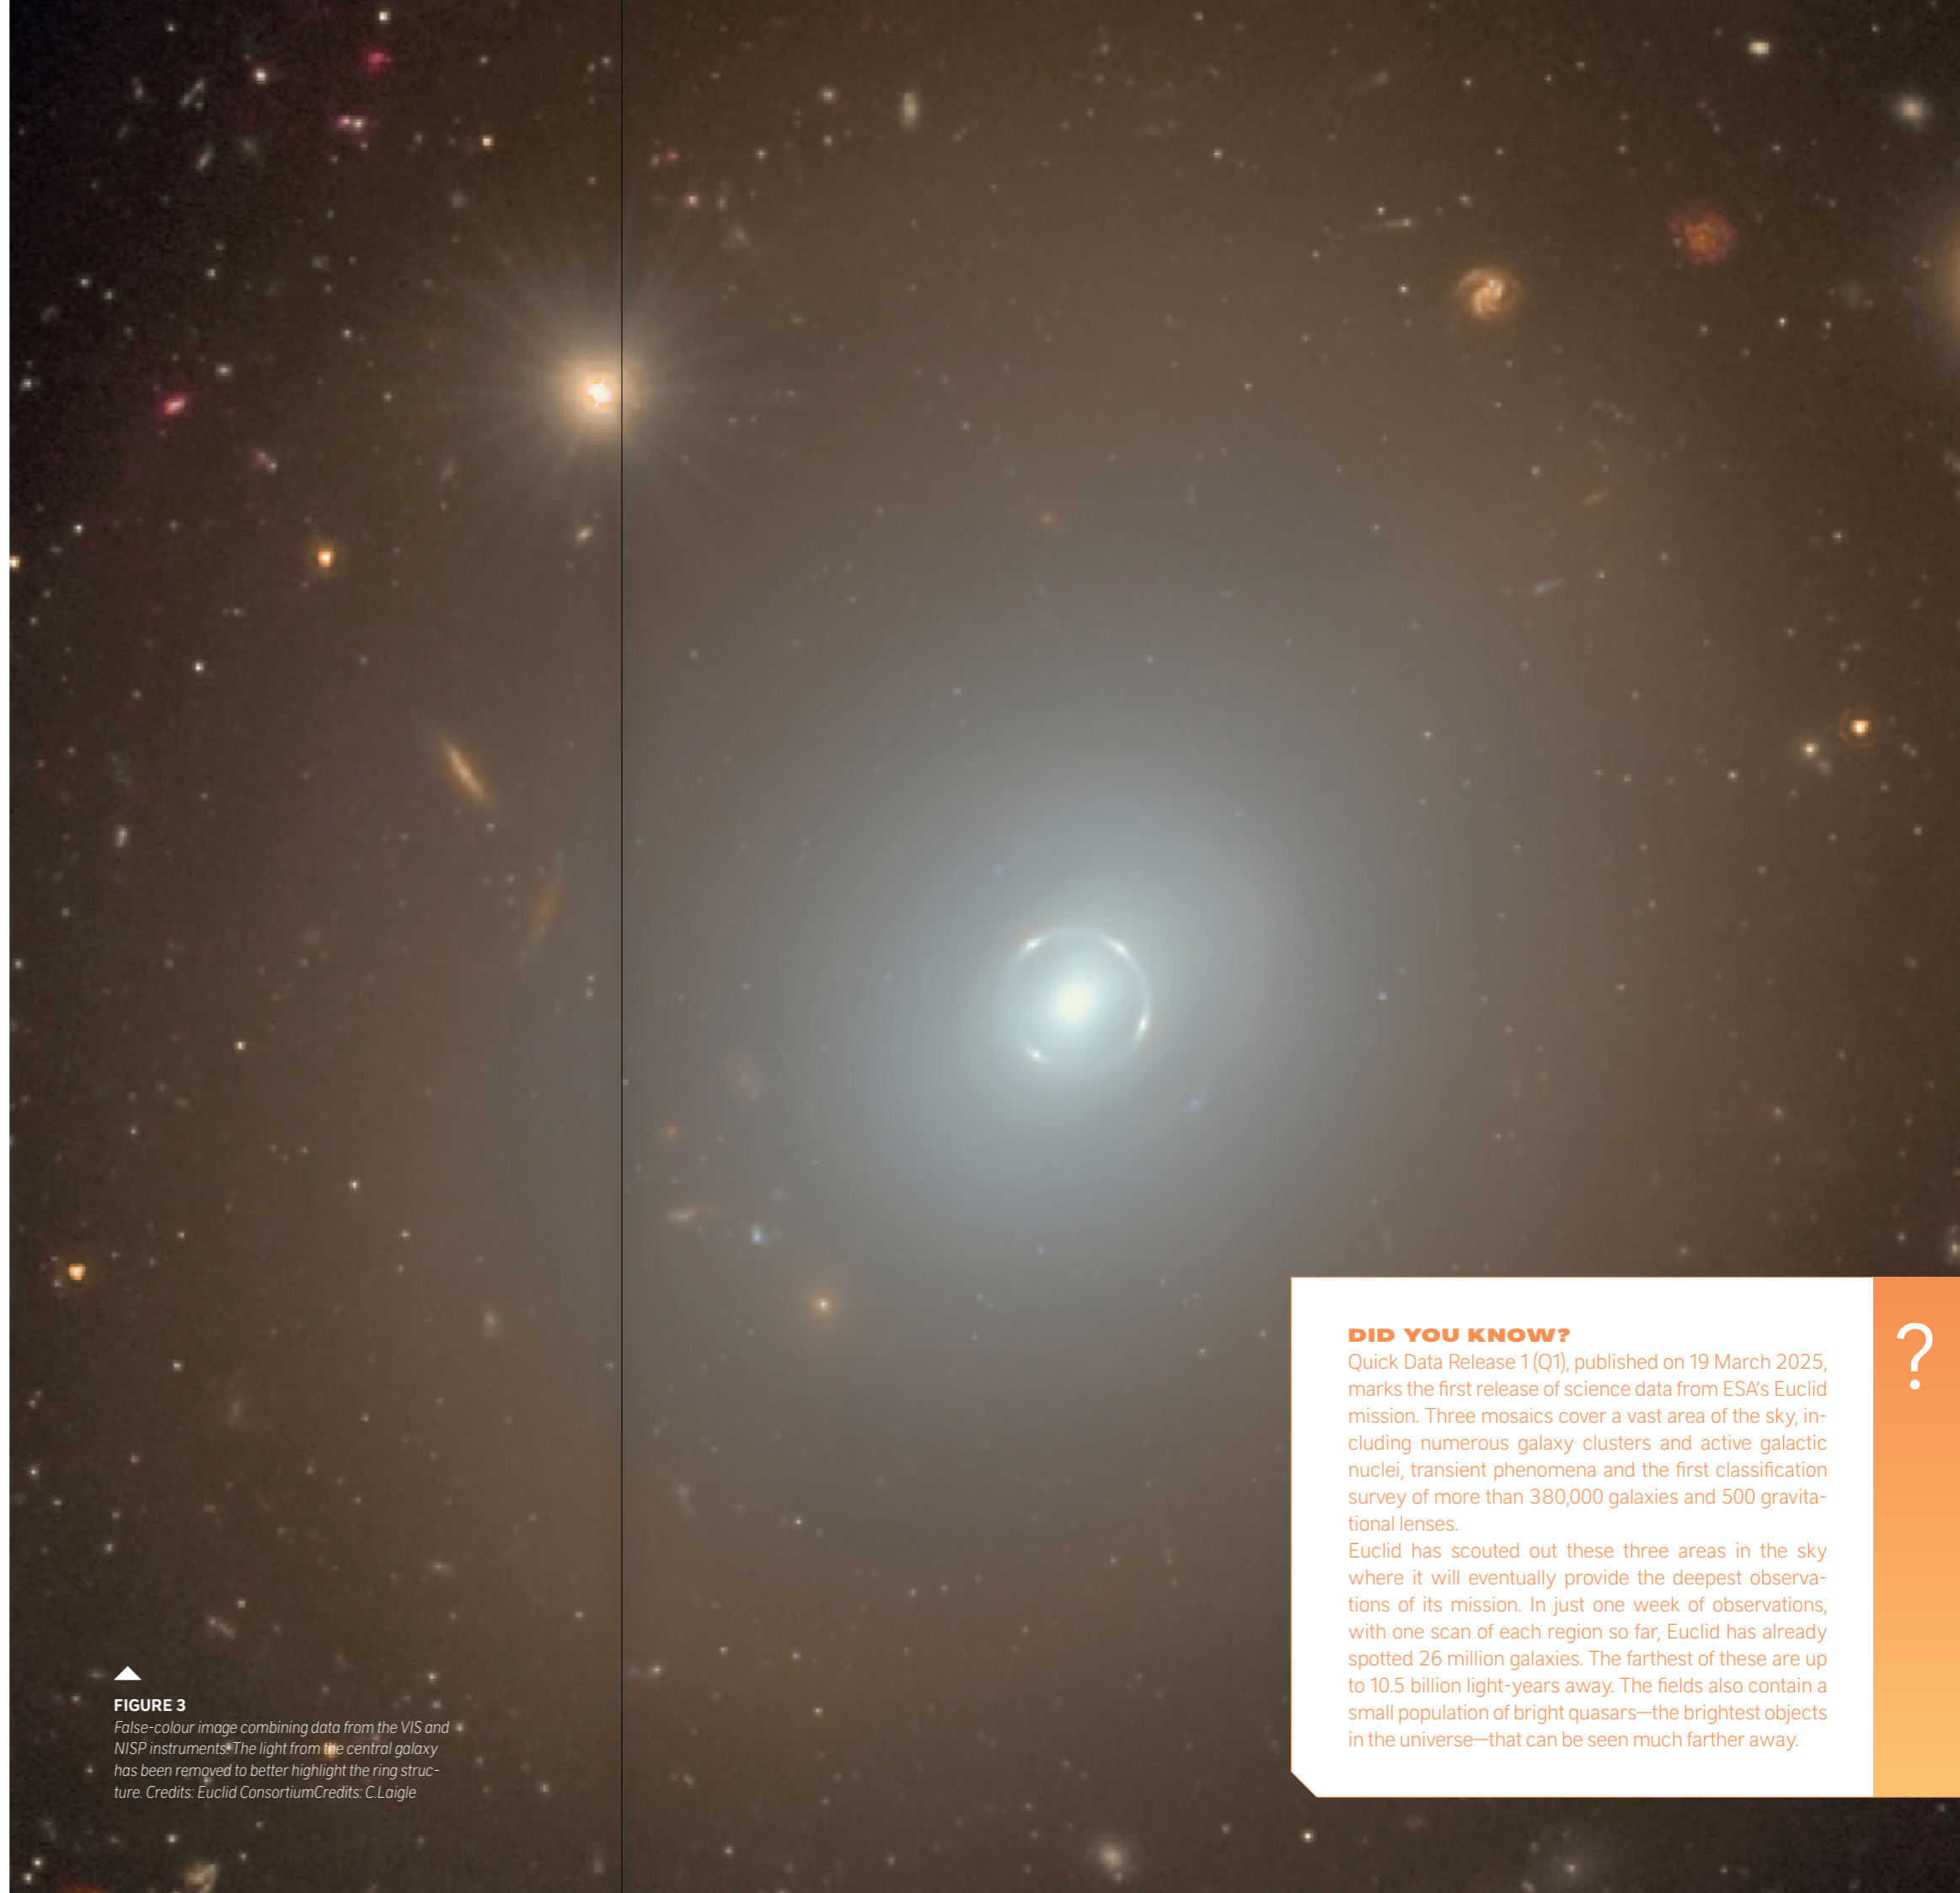 DID YOU KNOW?
Quick Data Release 1 (Q1), published on 19 March 2025,
marks the first release of science data from ESA's Euclid
mission. Three mosaics cover a vast area of the sky, in-
cluding numerous galaxy clusters and active galactic
nuclei, transient phenomena and the first classification
survey of more than 380,000 galaxies and 500 gravita-
tional lenses.
Euclid has scouted out these three areas in the sky
where it will eventually provide the deepest observa-
tions of its mission. In just one week of observations,
with one scan of each region so far, Euclid has already
spotted 26 million galaxies. The farthest of these are up
to 10.5 billion light-years away. The fields also contain a
small population of bright quasars—the brightest objects
in the universe—that can be seen much farther away.
?
FIGURE 3
False-colour image combining data from the VIS and
NISP instruments. The light from the central galaxy
has been removed to better highlight the ring struc-
ture. Credits: Euclid ConsortiumCredits: C.Laigle